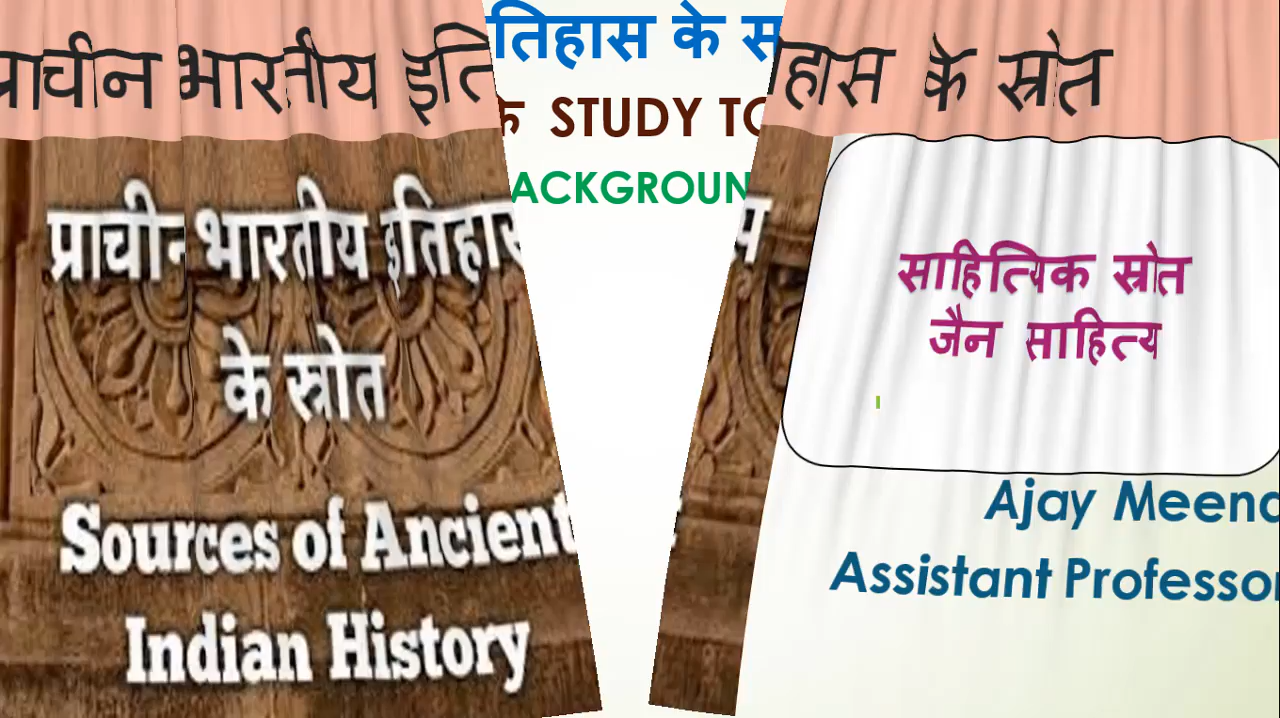 प्राचीन भारतीय इतिहास के स्रोत
प्राचीन भारतीय इतिहास
के स्रोत
Sources of Ancient
Indian History
तिहास के स
के STUDY TO
ACKGROUN
साहित्यिक स्रोत
जैन साहित्य
Ajay Meena
Assistant Professor